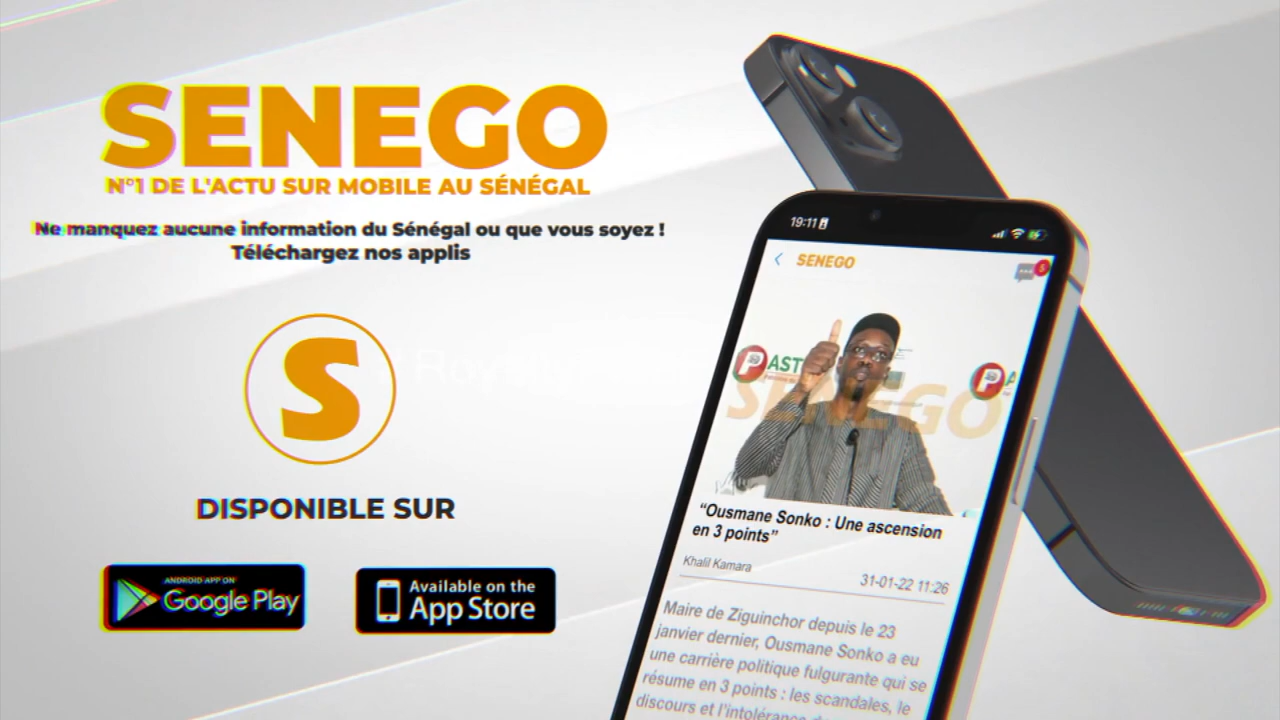 SENEGO
N°1 DE L'ACTU SUR MOBILE AU SÉNÉGAL
Ne manquez aucune information du Sénégal ou que vous soyez !
Téléchargez nos applis
S
DISPONIBLE SUR
ANDROID APP ON
Google Play
Available on the
App Store
19:11
SENEGO
5
PAST
P A
SENEGO
“Ousmane Sonko : Une ascension
en 3 points”
Khalil Kamara
31-01-22 11:26
Maire de Ziguinchor depuis le 23
janvier dernier, Ousmane Sonko a eu
une carrière politique fulgurante qui se
résume en 3 points : les scandales, le
discours et l'intolérance